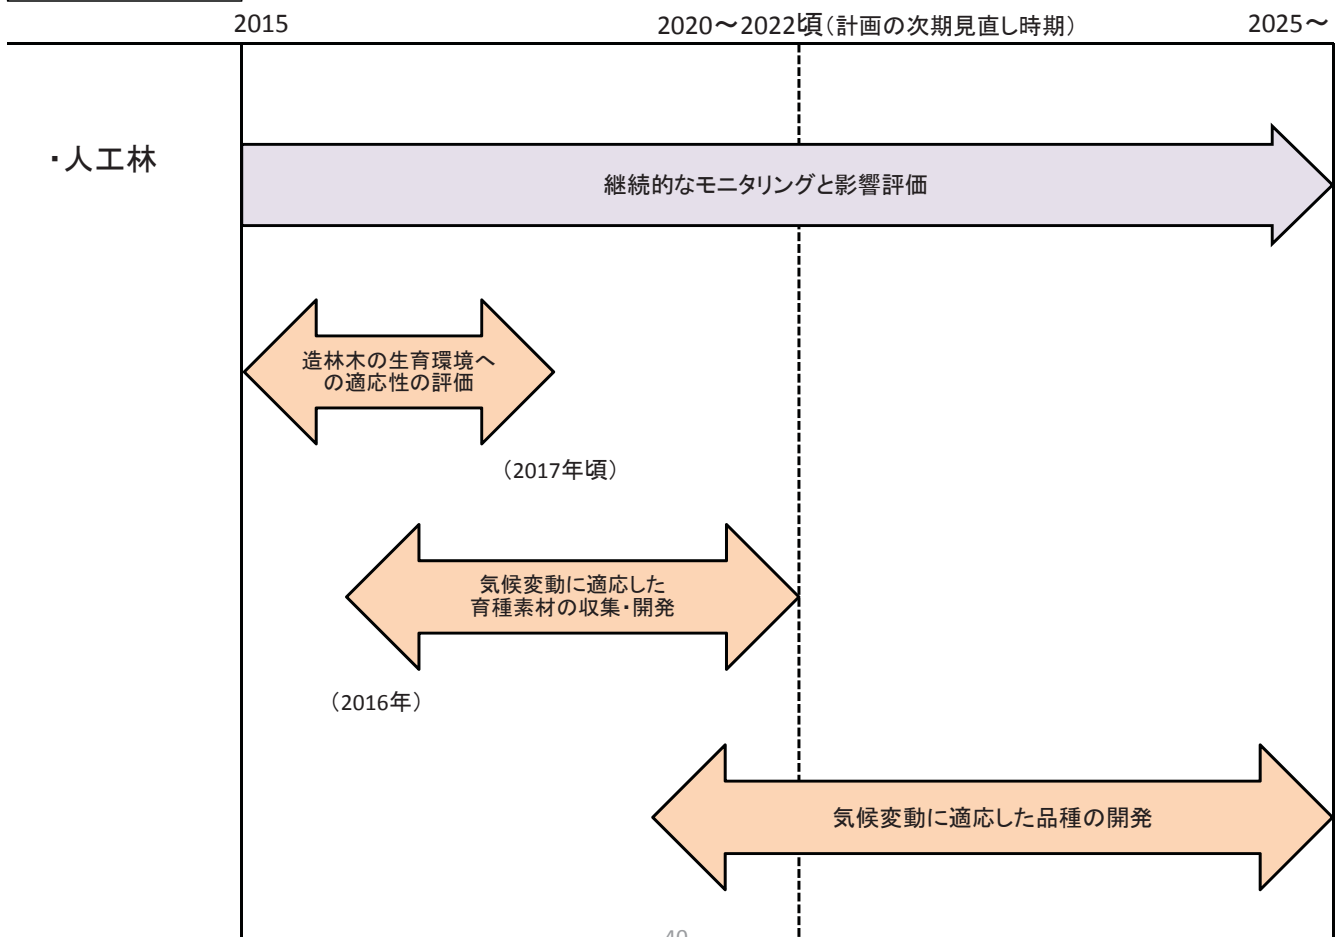 2015
2020～2022頃（計画の次期見直し時期）
2025～
・人工林
継続的なモニタリングと影響評価
造林木の生育環境へ
の適応性の評価
（2017年頃）
気候変動に適応した
育種素材の収集・開発
（2016年）
気候変動に適応した品種の開発